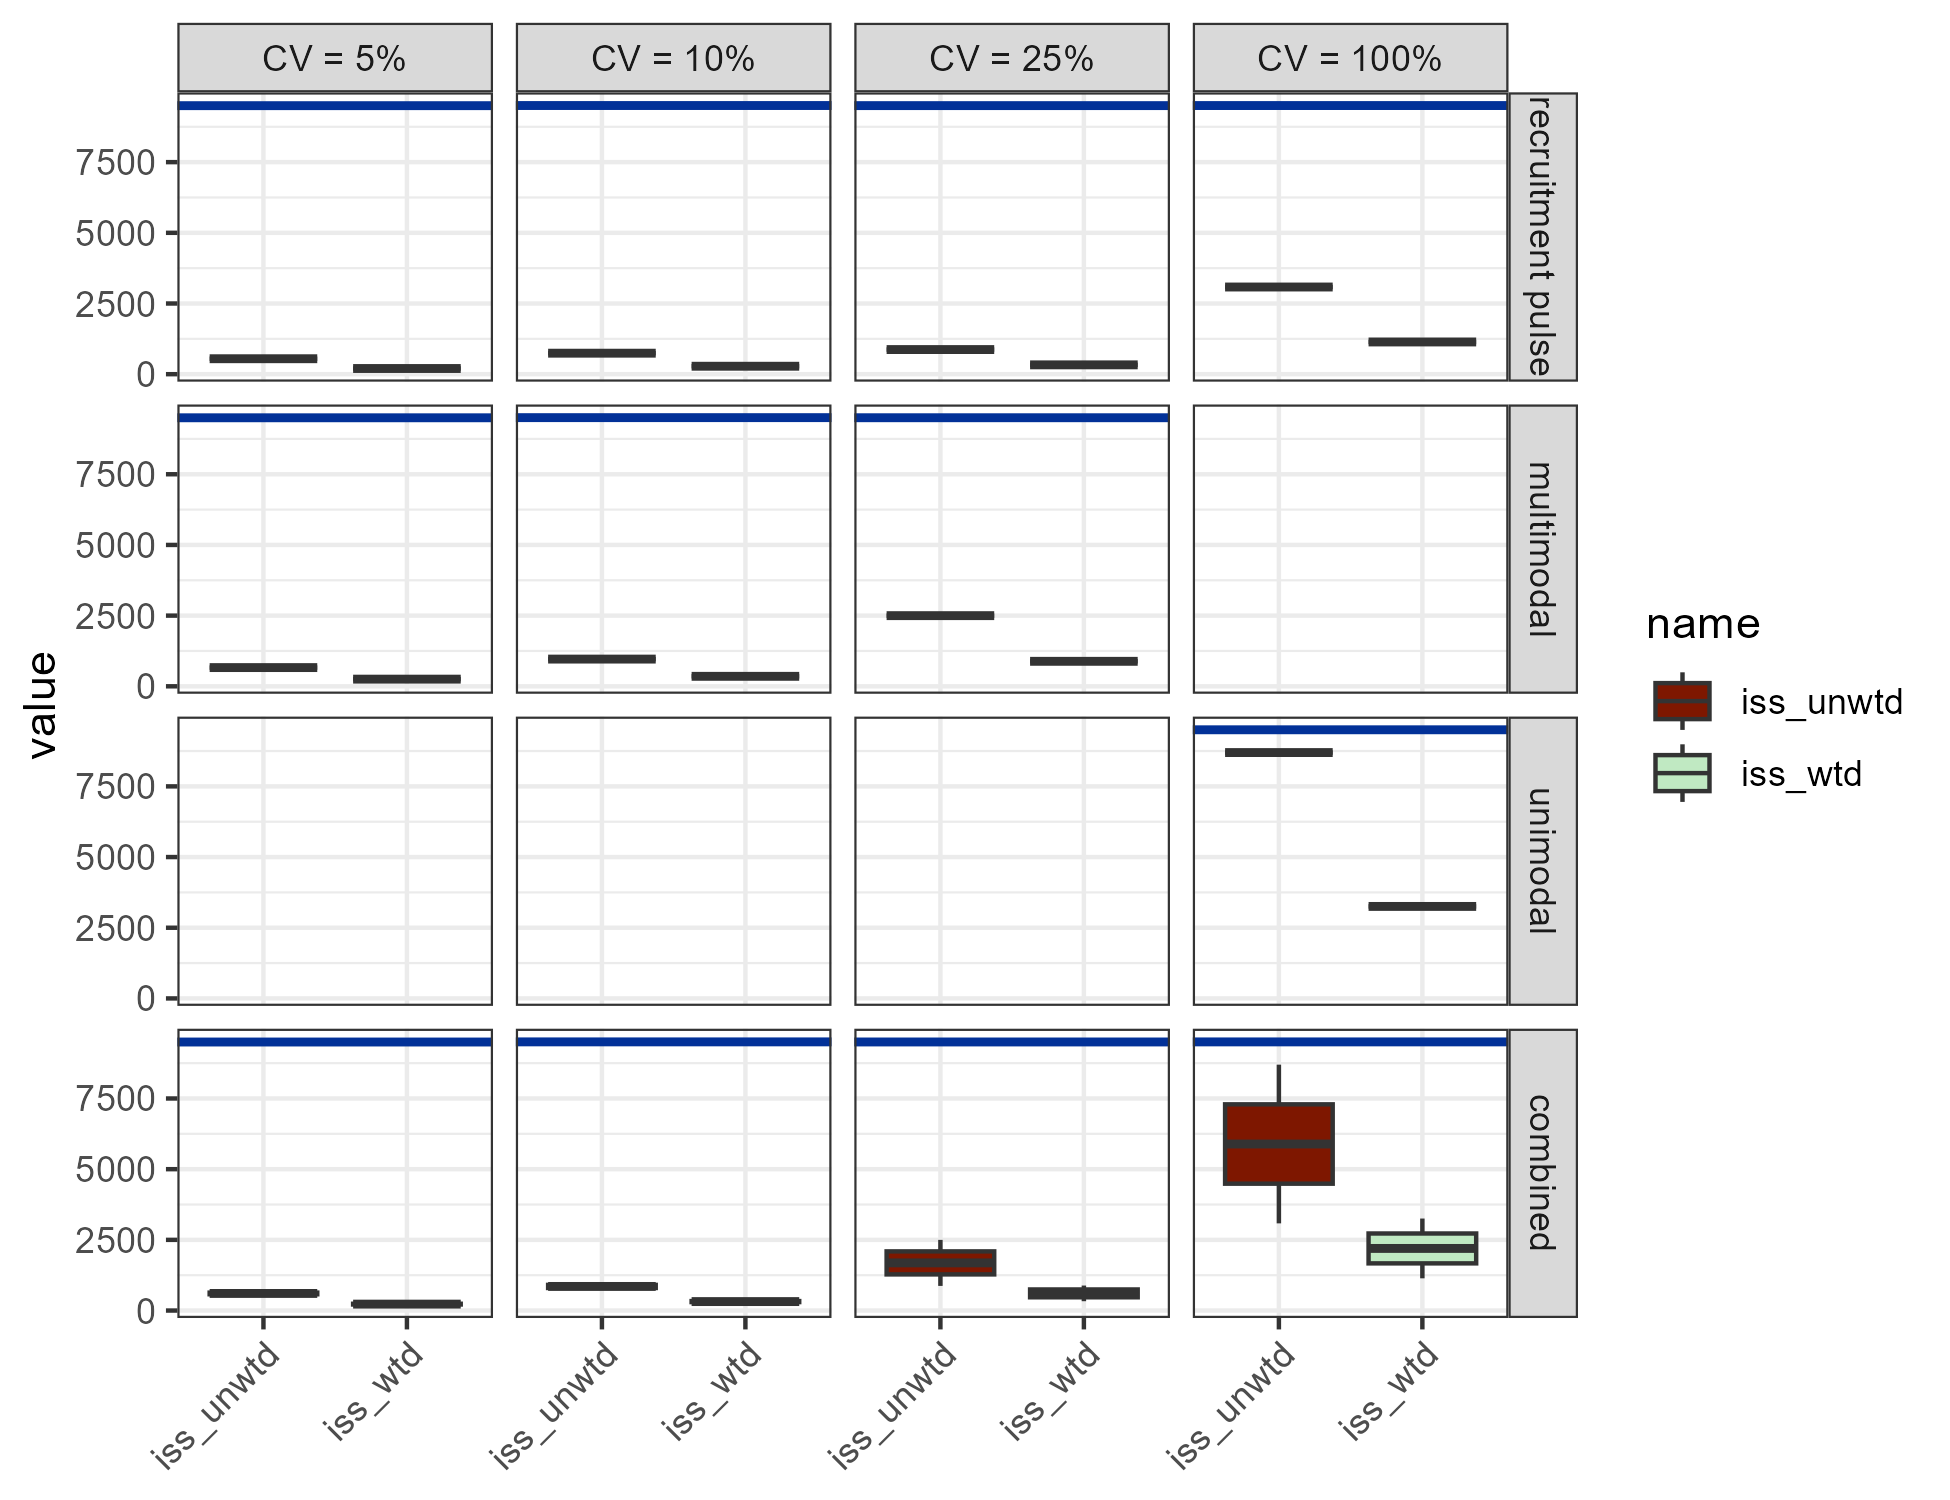 CV = 5%
CV = 10%
CV = 25%
CV = 100%
recruitment pulse
7500
5000
2500
0
multimodal
7500
5000
2500
0
unimodal
7500
5000
2500
0
combined
7500
5000
2500
0
value
iss_unwtd
iss_wtd
iss_unwtd
iss_wtd
iss_unwtd
iss_wtd
iss_unwtd
iss_wtd
name
iss_unwtd
iss_wtd